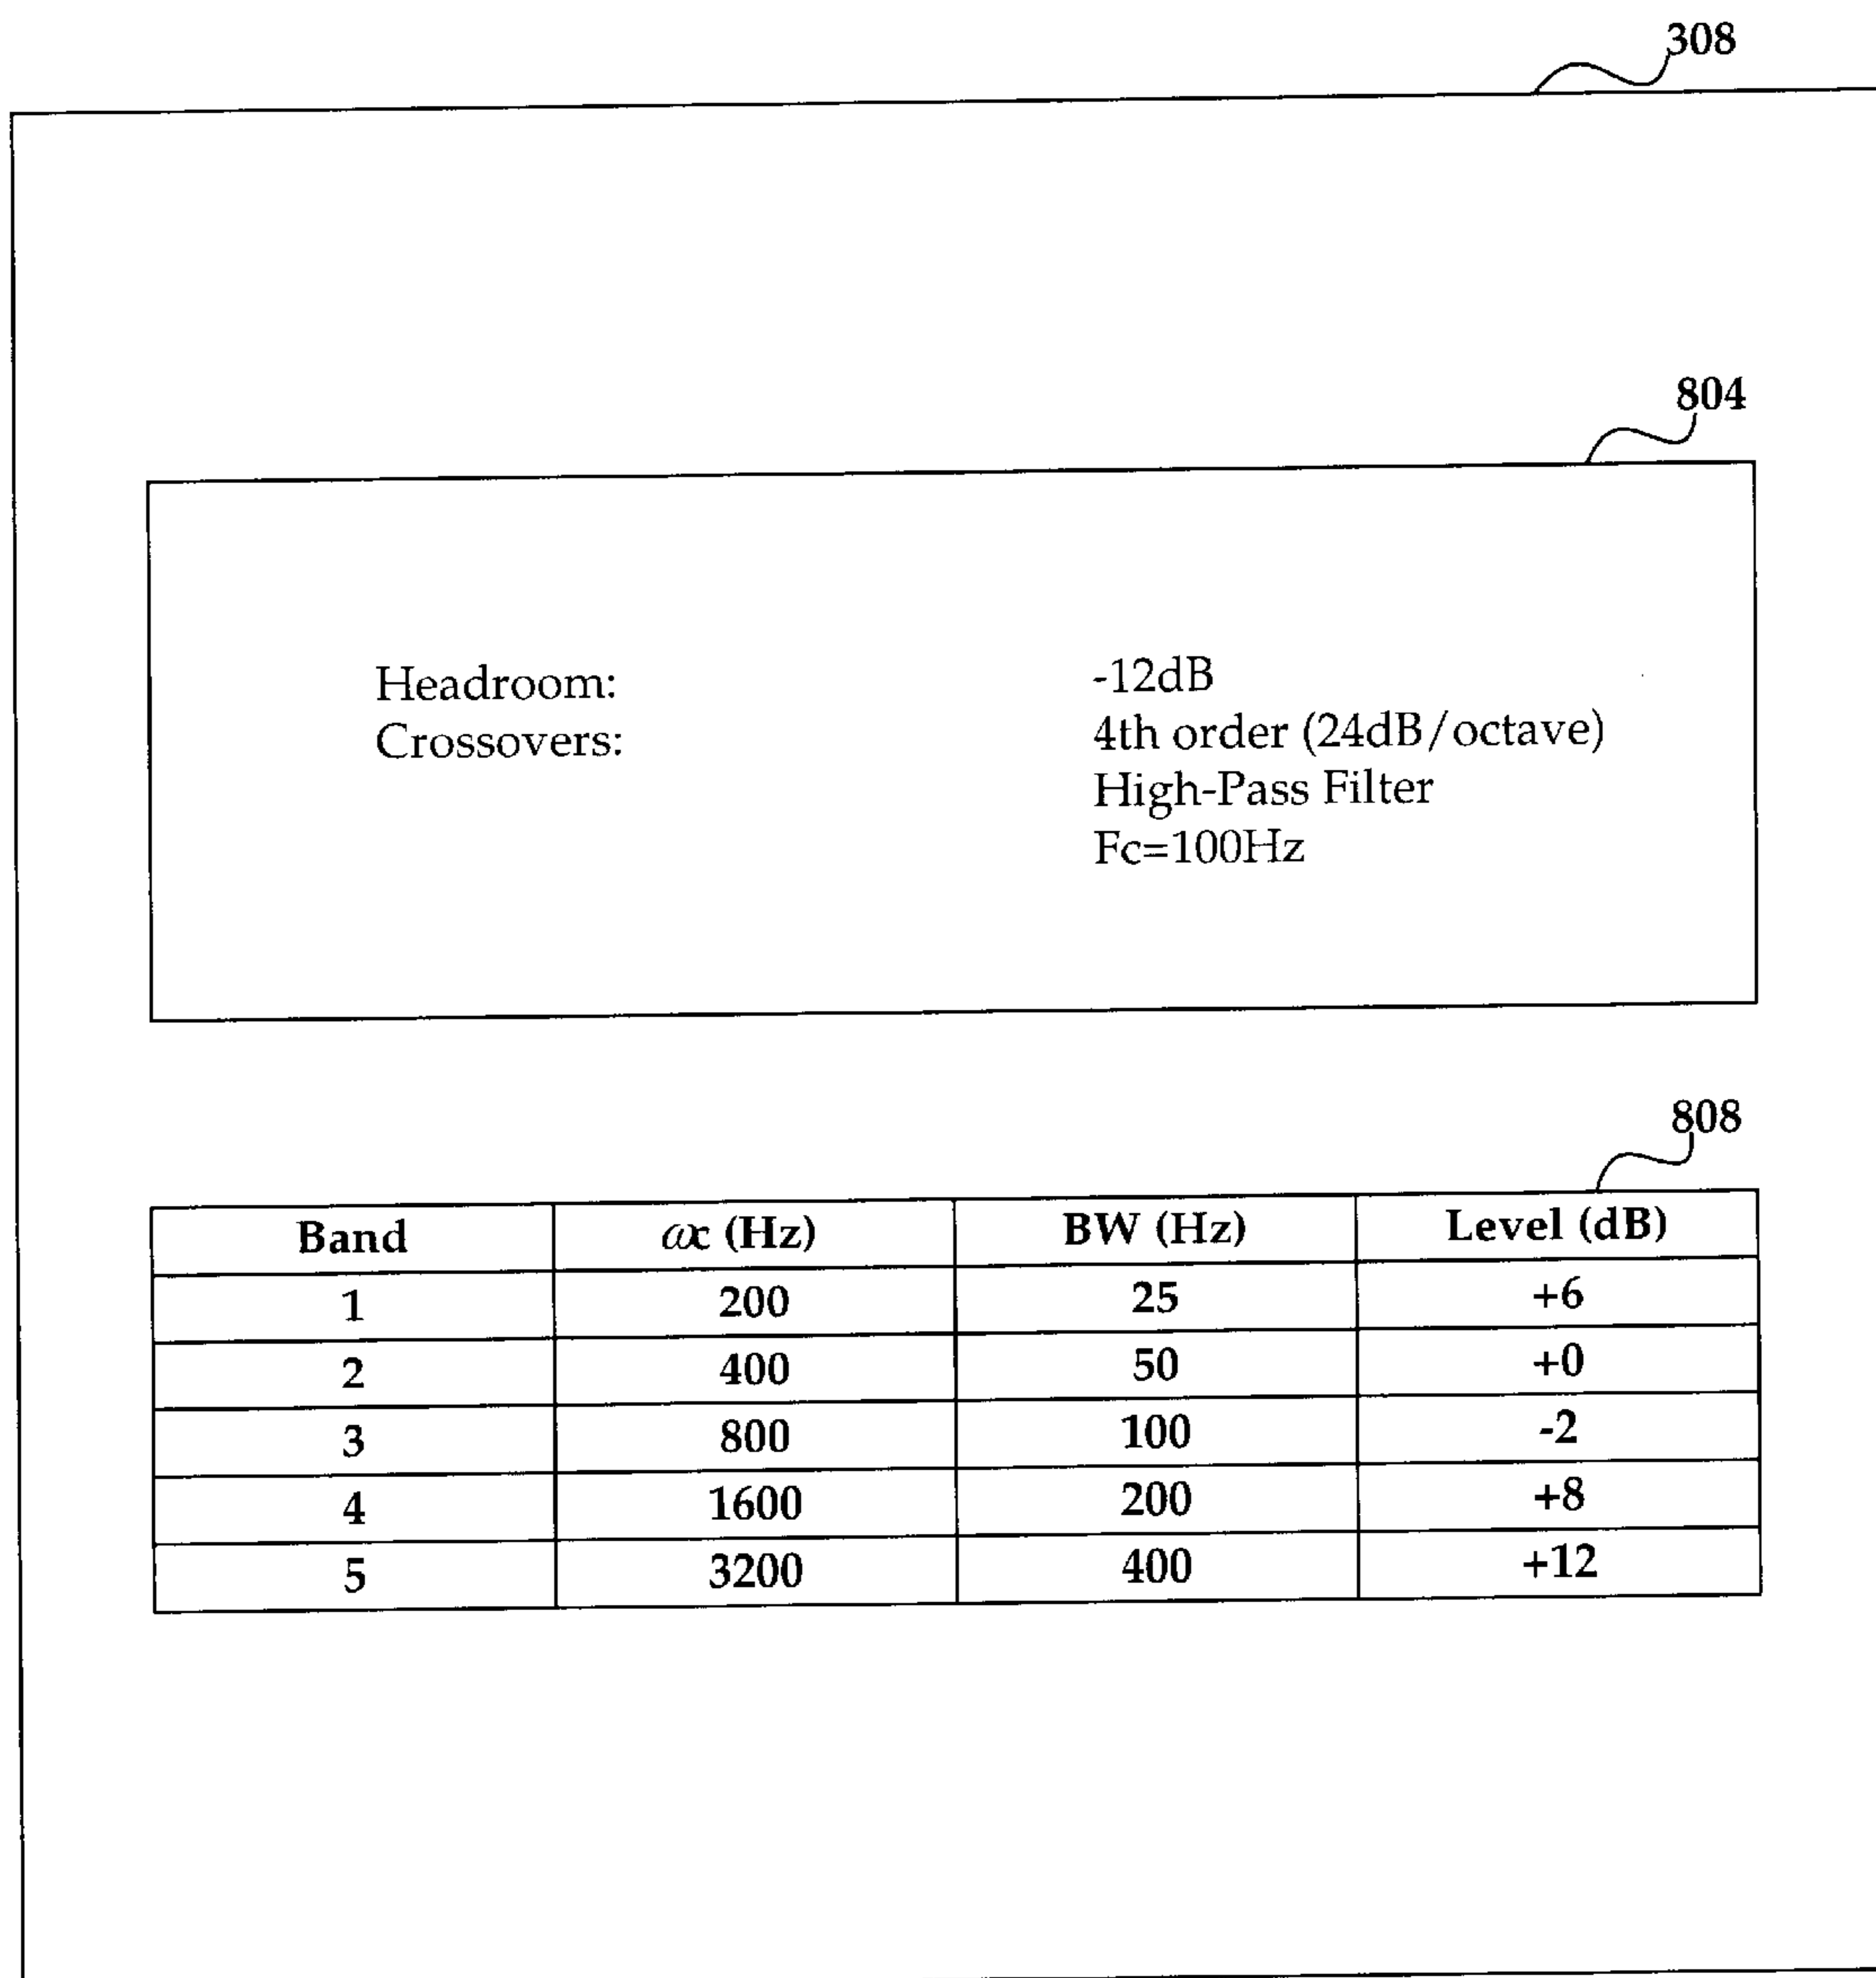 308
804
Headroom: -12dB
Crossovers: 4th order (24dB/octave)
High-Pass Filter
Fc=100Hz
808
Band ωc (Hz) BW (Hz) Level (dB)
1 200 25 +6
2 400 50 +0
3 800 100 -2
4 1600 200 +8
5 3200 400 +12